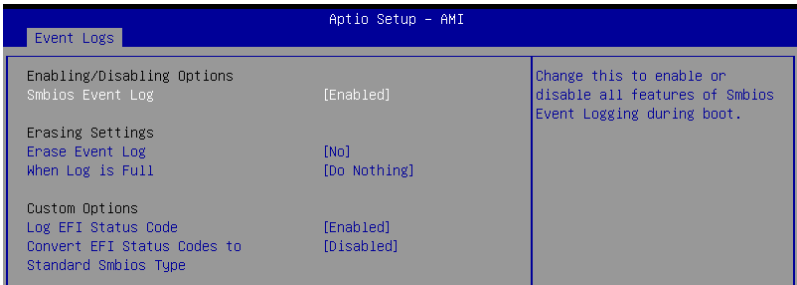 Aptio Setup – AMI
Event Logs
Enabling/Disabling Options
Smbios Event Log [Enabled]
Erasing Settings
Erase Event Log [No]
When Log is Full [Do Nothing]
Custom Options
Log EFI Status Code [Enabled]
Convert EFI Status Codes to [Disabled]
Standard Smbios Type
Change this to enable or
disable all features of Smbios
Event Logging during boot.